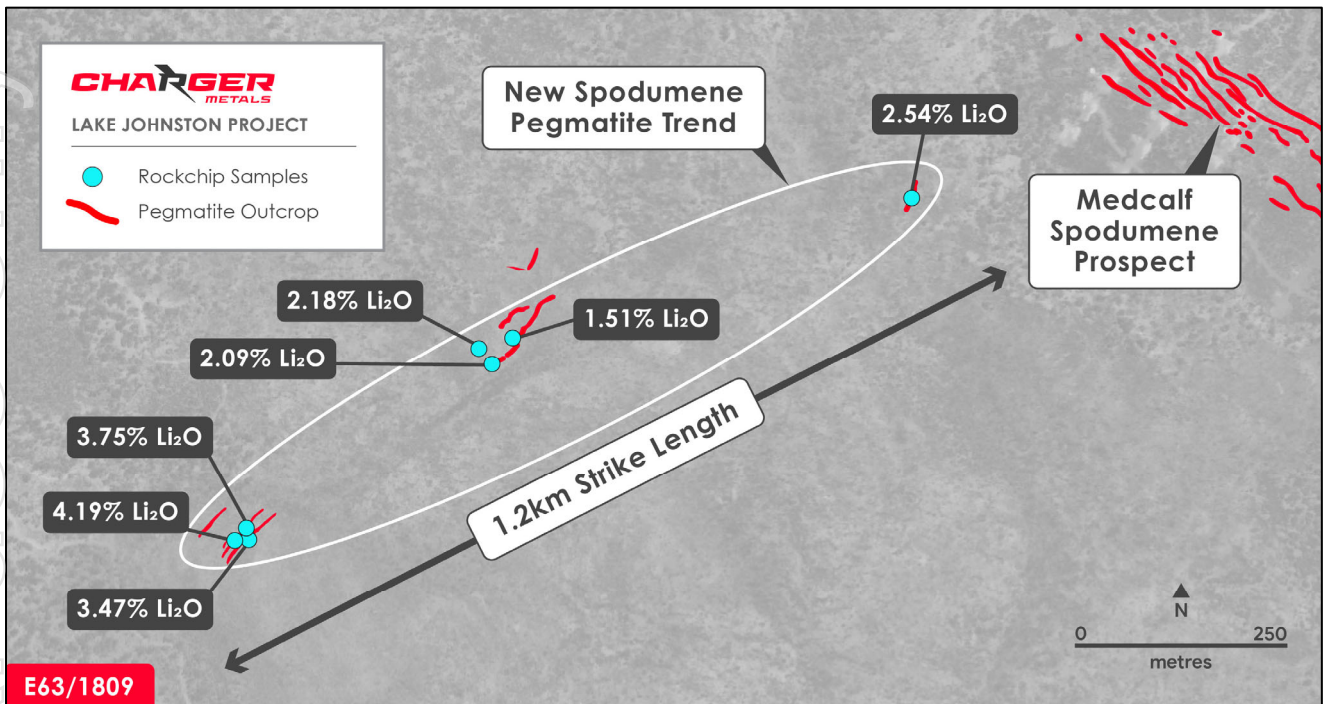 CHARGER
METALS
LAKE JOHNSTON PROJECT
Rockchip Samples
Pegmatite Outcrop
New Spodumene
Pegmatite Trend
2.54% Li₂O
Medcalf
Spodumene
Prospect
2.18% Li₂O
1.51% Li₂O
2.09% Li₂O
3.75% Li₂O
4.19% Li₂O
3.47% Li₂O
1.2km Strike Length
N
0 250
metres
E63/1809